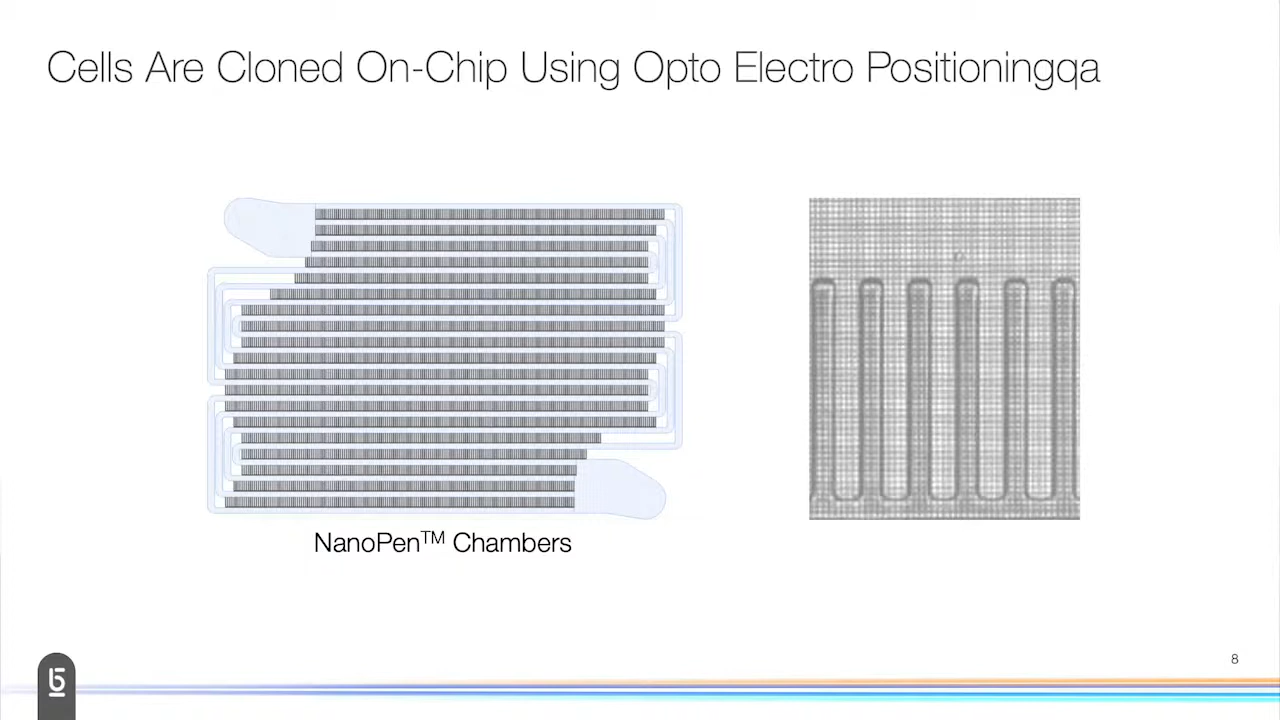 Cells Are Cloned On-Chip Using Opto Electro Positioningqa
NanoPen™ Chambers
8